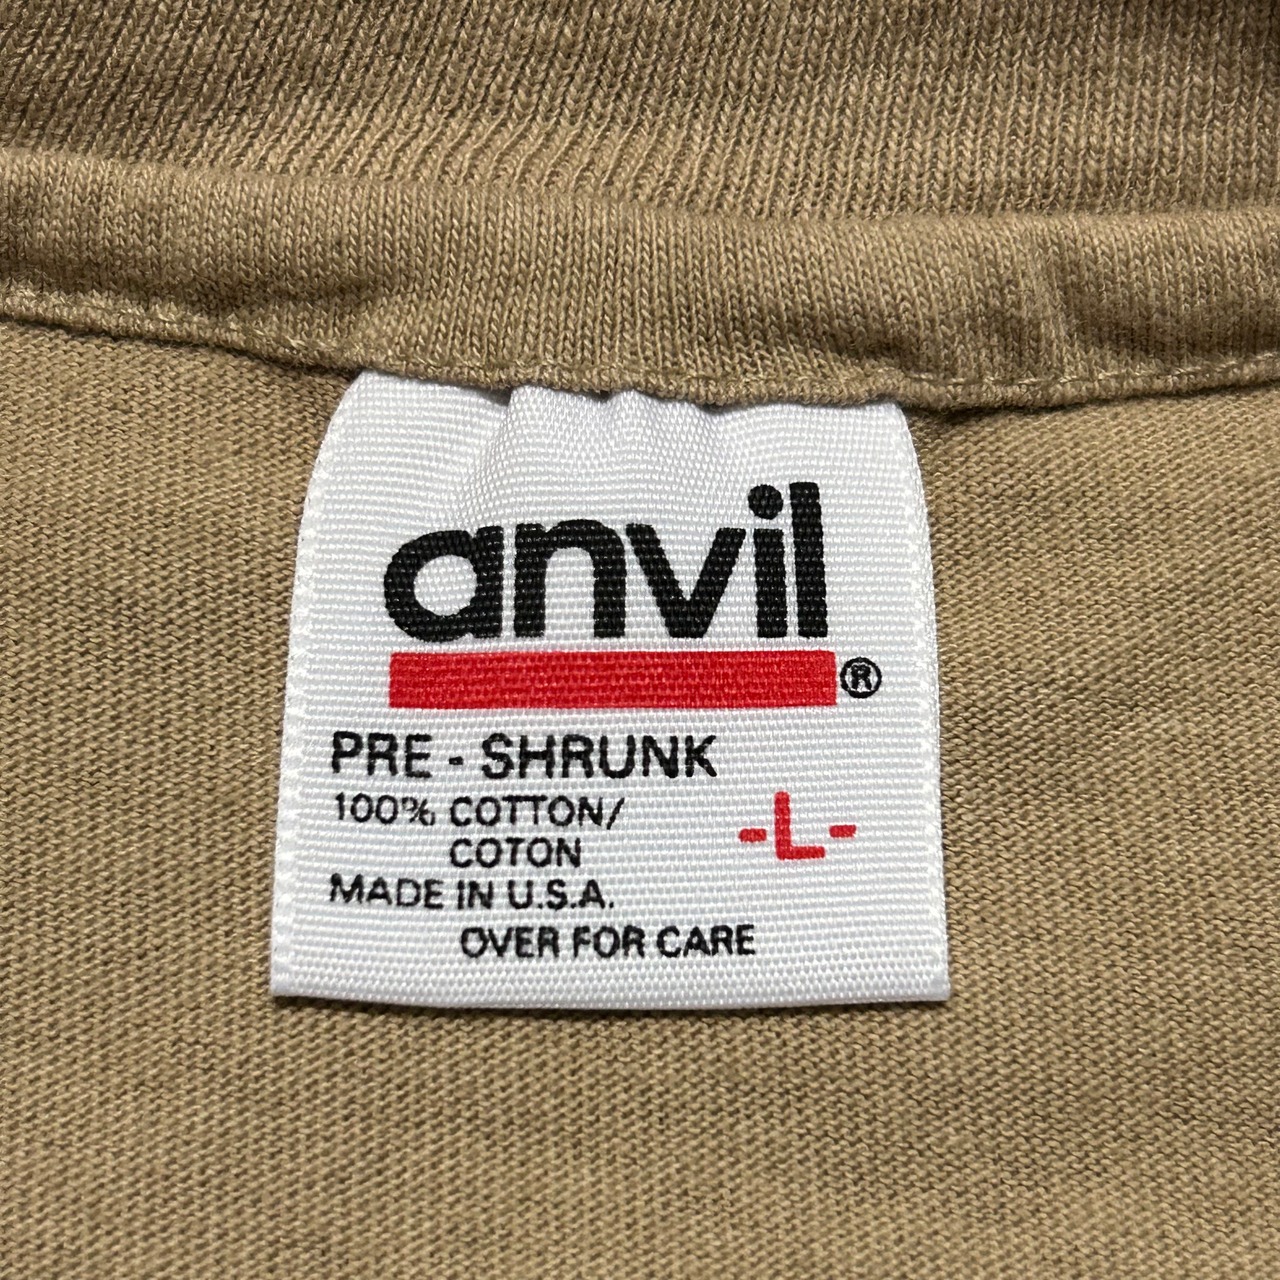 anvil
®
PRE - SHRUNK
100% COTTON/
COTON
-L-
MADE IN U.S.A.
OVER FOR CARE